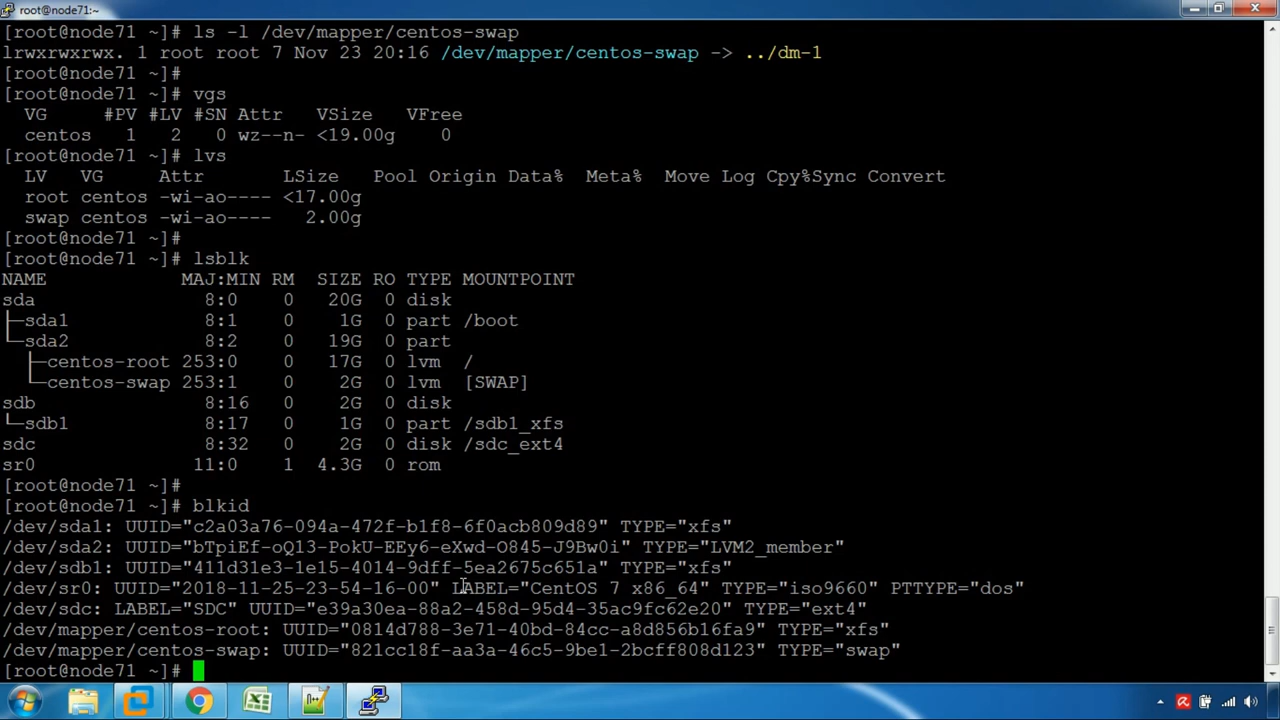 root@node71:~
[root@node71 ~]# ls -l /dev/mapper/centos-swap
lrwxrwxrwx. 1 root root 7 Nov 23 20:16 /dev/mapper/centos-swap -> ../dm-1
[root@node71 ~]#
[root@node71 ~]# vgs
  VG     #PV #LV #SN Attr   VSize   VFree
  centos   1   2   0 wz--n- <19.00g    0
[root@node71 ~]# lvs
  LV   VG     Attr       LSize   Pool Origin Data%  Meta%  Move Log Cpy%Sync Convert
  root centos -wi-ao---- <17.00g
  swap centos -wi-ao----   2.00g
[root@node71 ~]#
[root@node71 ~]# lsblk
NAME            MAJ:MIN RM  SIZE RO TYPE MOUNTPOINT
sda               8:0    0   20G  0 disk
├─sda1            8:1    0    1G  0 part /boot
└─sda2            8:2    0   19G  0 part
  ├─centos-root 253:0    0   17G  0 lvm  /
  └─centos-swap 253:1    0    2G  0 lvm  [SWAP]
sdb               8:16   0    2G  0 disk
└─sdb1            8:17   0    1G  0 part /sdb1_xfs
sdc               8:32   0    2G  0 disk /sdc_ext4
sr0              11:0    1  4.3G  0 rom
[root@node71 ~]#
[root@node71 ~]# blkid
/dev/sda1: UUID="c2a03a76-094a-472f-b1f8-6f0acb809d89" TYPE="xfs"
/dev/sda2: UUID="bTpiEf-oQ13-PokU-EEy6-eXwd-O845-J9Bw0i" TYPE="LVM2_member"
/dev/sdb1: UUID="411d31e3-1e15-4014-9dff-5ea2675c651a" TYPE="xfs"
/dev/sr0: UUID="2018-11-25-23-54-16-00" LABEL="CentOS 7 x86_64" TYPE="iso9660" PTTYPE="dos"
/dev/sdc: LABEL="SDC" UUID="e39a30ea-88a2-458d-95d4-35ac9fc62e20" TYPE="ext4"
/dev/mapper/centos-root: UUID="0814d788-3e71-40bd-84cc-a8d856b16fa9" TYPE="xfs"
/dev/mapper/centos-swap: UUID="821cc18f-aa3a-46c5-9be1-2bcff808d123" TYPE="swap"
[root@node71 ~]#